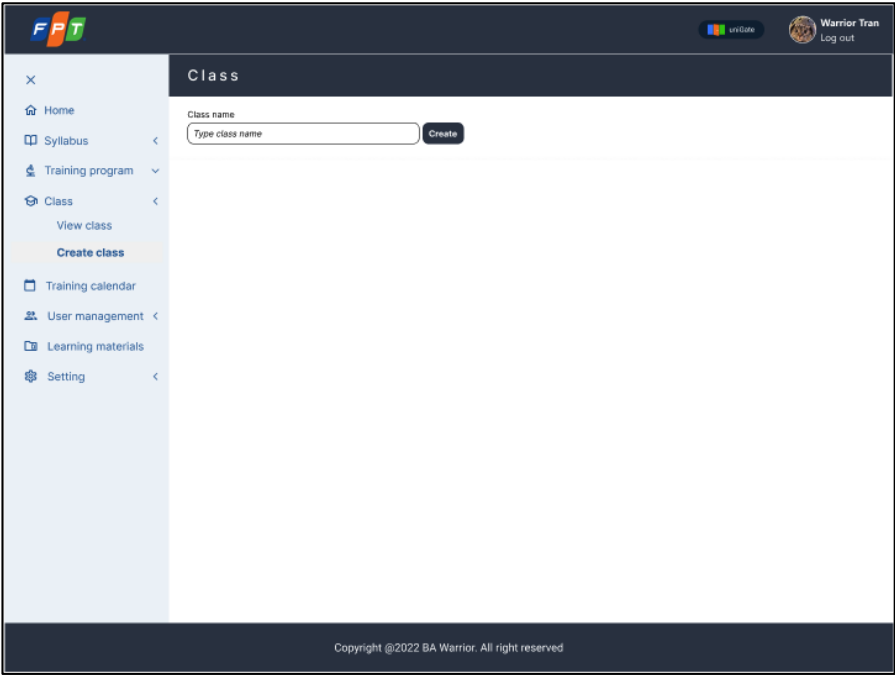 FPT
uniGate
Warrior Tran
Log out
Class
Home
Syllabus
Training program
Class
View class
Create class
Training calendar
User management
Learning materials
Setting
Class name
Type class name
Create
Copyright @2022 BA Warrior. All right reserved